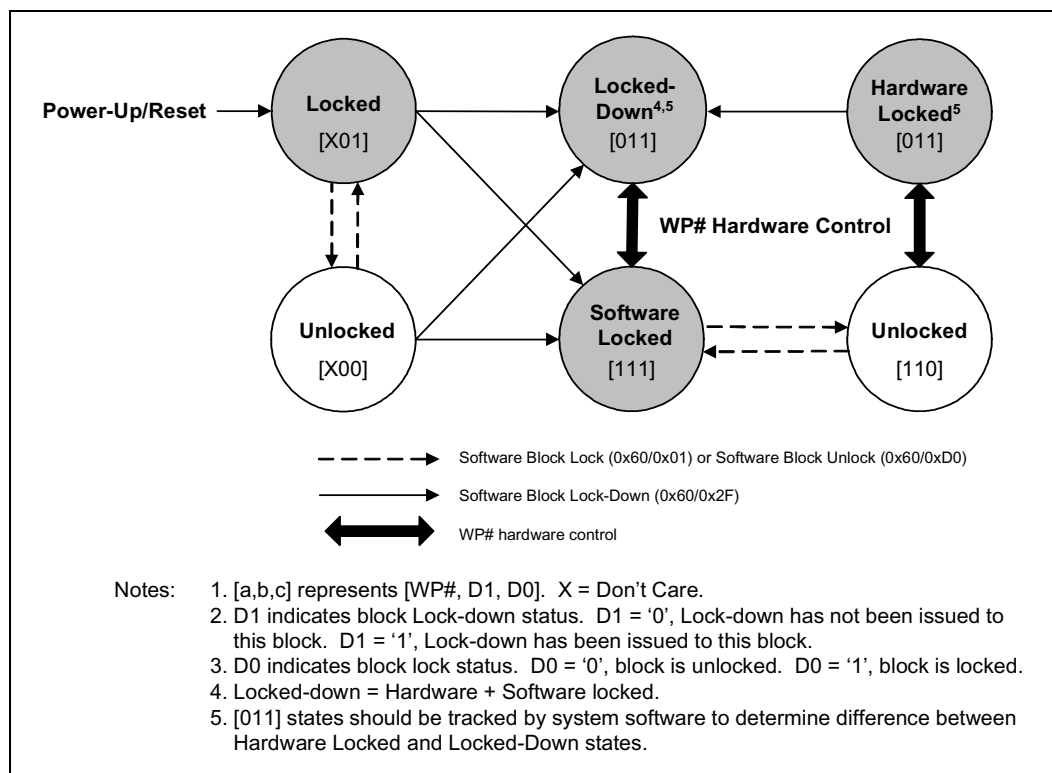 Power-Up/Reset
Locked
[X01]
Locked-
Down4,5
[011]
Hardware
Locked5
[011]
WP# Hardware Control
Unlocked
[X00]
Software
Locked
[111]
Unlocked
[110]
Software Block Lock (0x60/0x01) or Software Block Unlock (0x60/0xD0)
Software Block Lock-Down (0x60/0x2F)
WP# hardware control
Notes: 1. [a,b,c] represents [WP#, D1, D0]. X = Don’t Care.
2. D1 indicates block Lock-down status. D1 = ‘0’, Lock-down has not been issued to
this block. D1 = ‘1’, Lock-down has been issued to this block.
3. D0 indicates block lock status. D0 = ‘0’, block is unlocked. D0 = ‘1’, block is locked.
4. Locked-down = Hardware + Software locked.
5. [011] states should be tracked by system software to determine difference between
Hardware Locked and Locked-Down states.